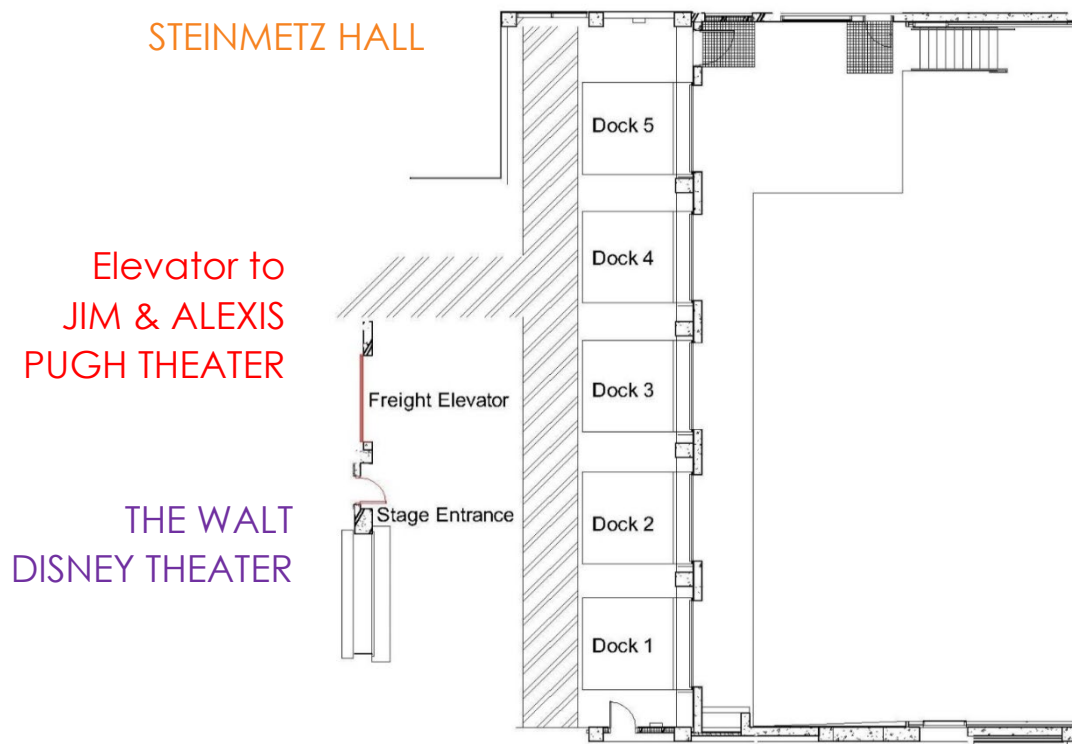 STEINMETZ HALL
Dock 5
Elevator to
JIM & ALEXIS
PUGH THEATER
Dock 4
Dock 3
Freight Elevator
THE WALT
DISNEY THEATER
Stage Entrance
Dock 2
Dock 1